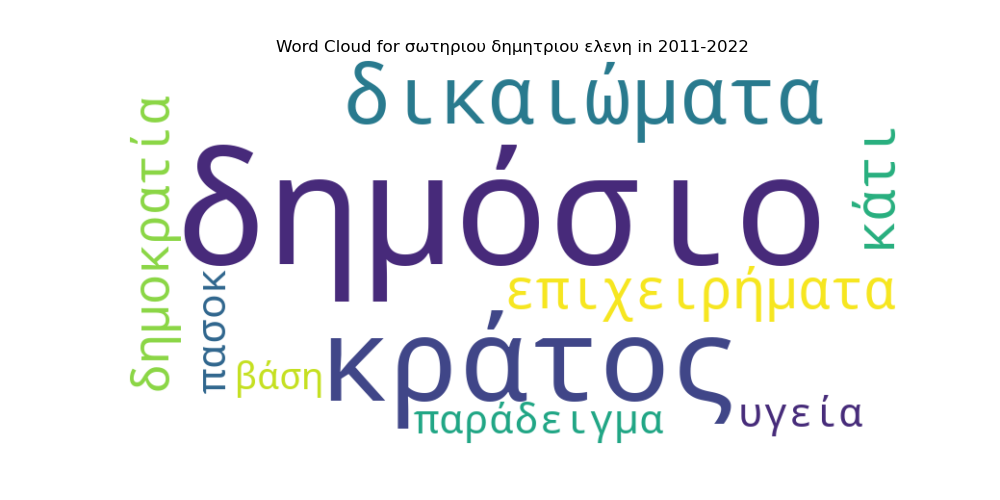 Word Cloud for σωτηριου δημητριου ελενη in 2011-2022
δικαιώματα
δημοκρατία
δημόσιο
κάτι
επιχειρήματα
πασοκ
βάση
κράτος
παράδειγμα
υγεία